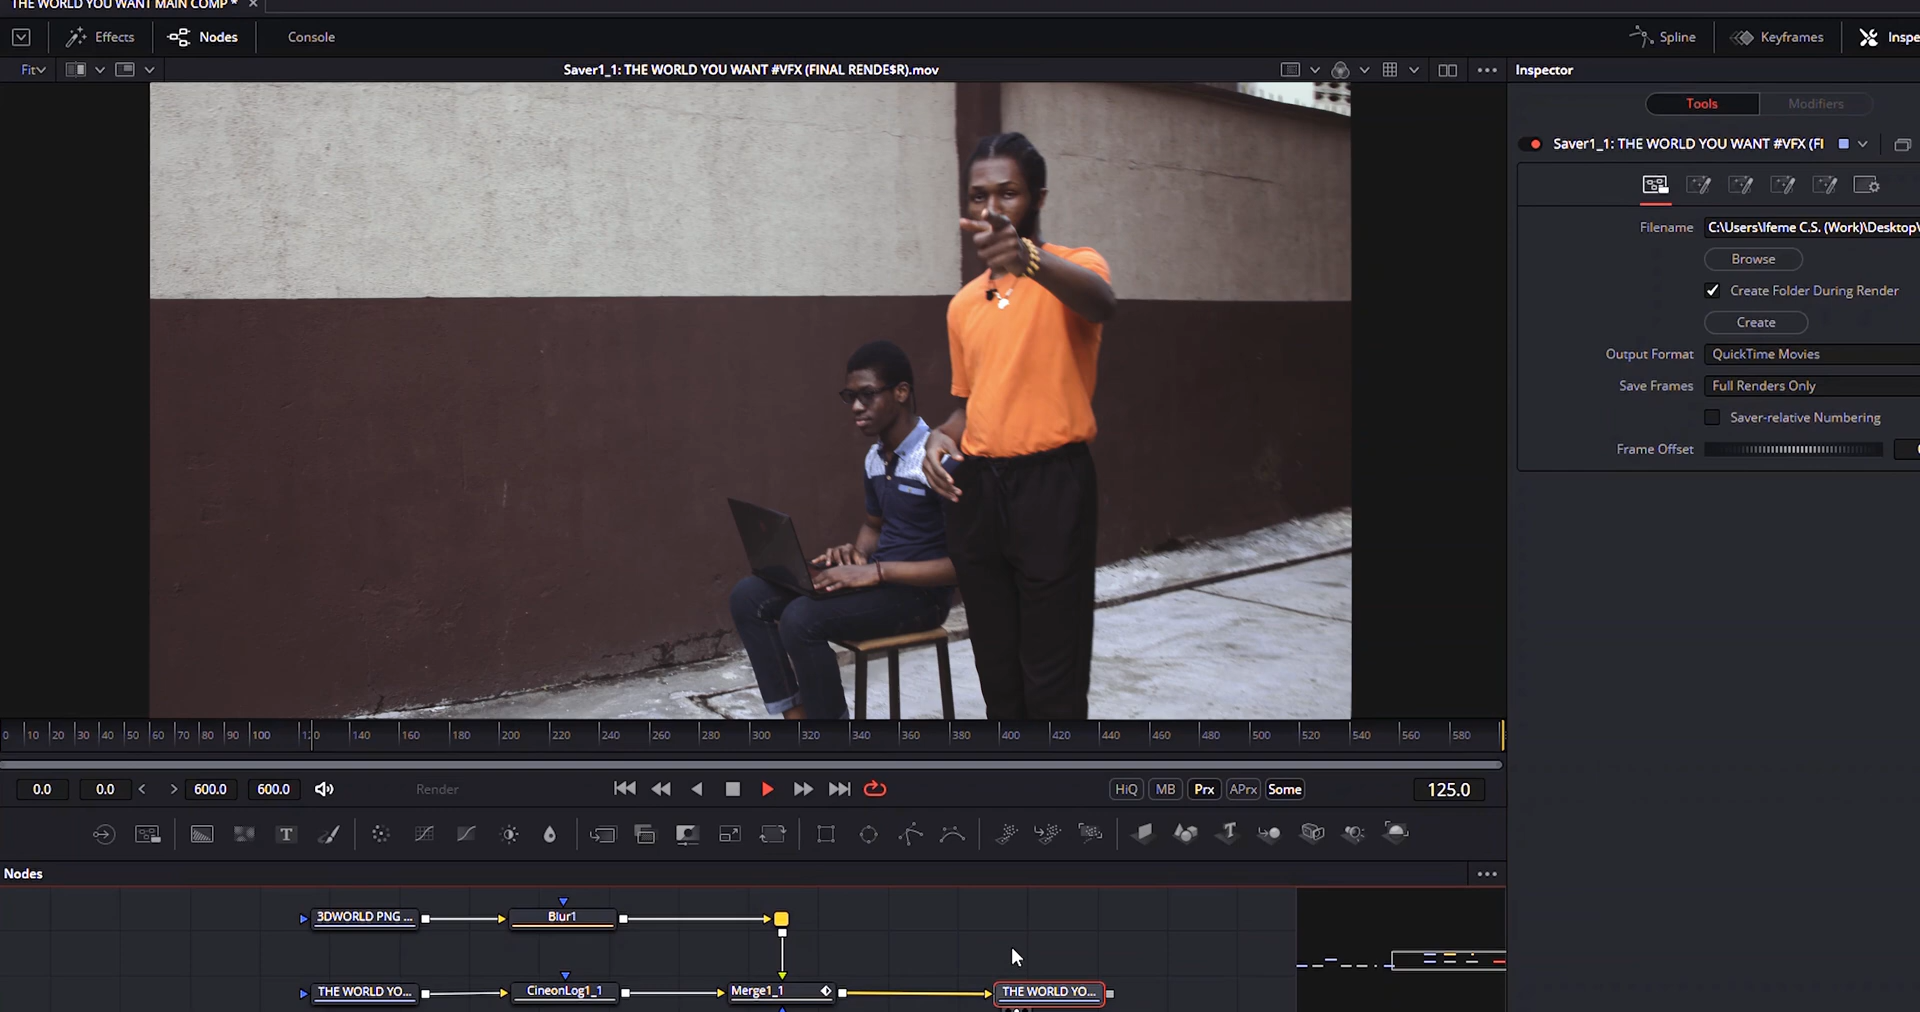 THE WORLD YOU WANT MAIN COMP * ×
Effects Nodes Console Spline Keyframes Inspe
Fit Saver1_1: THE WORLD YOU WANT #VFX (FINAL RENDE$R).mov Inspector
Tools Modifiers
Saver1_1: THE WORLD YOU WANT #VFX (FI
Filename C:\Users\Ifeme C.S. (Work)\Desktop\
Browse
Create Folder During Render
Create
Output Format QuickTime Movies
Save Frames Full Renders Only
Saver-relative Numbering
Frame Offset
0 10 20 30 40 50 60 70 80 90 100 120 140 160 180 200 220 240 260 280 300 320 340 360 380 400 420 440 460 480 500 520 540 560 580
0.0 0.0 < > 600.0 600.0 Render HiQ MB Prx APrx Some 125.0
T T
Nodes
3DWORLD PNG ... Blur1
THE WORLD YO... CineonLog1_1 Merge1_1 THE WORLD YO...